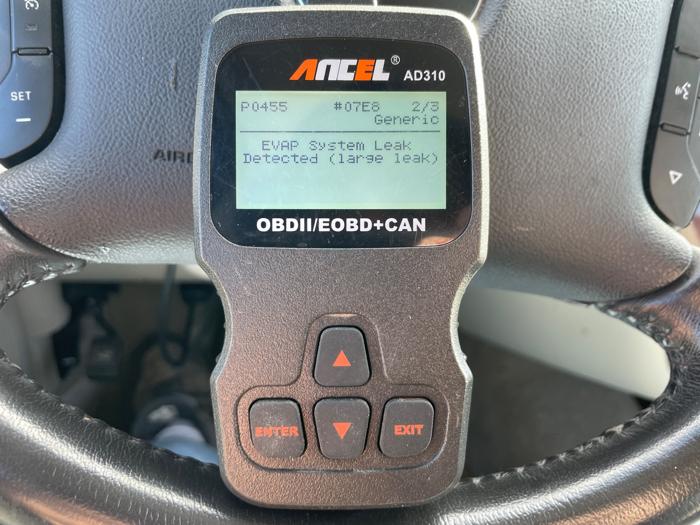 SET
ANCEL®
AD310
P0455 #07E8 2/3
Generic
EVAP System Leak
Detected (large leak)
AIRB
OBDII/EOBD+CAN
ENTER
EXIT